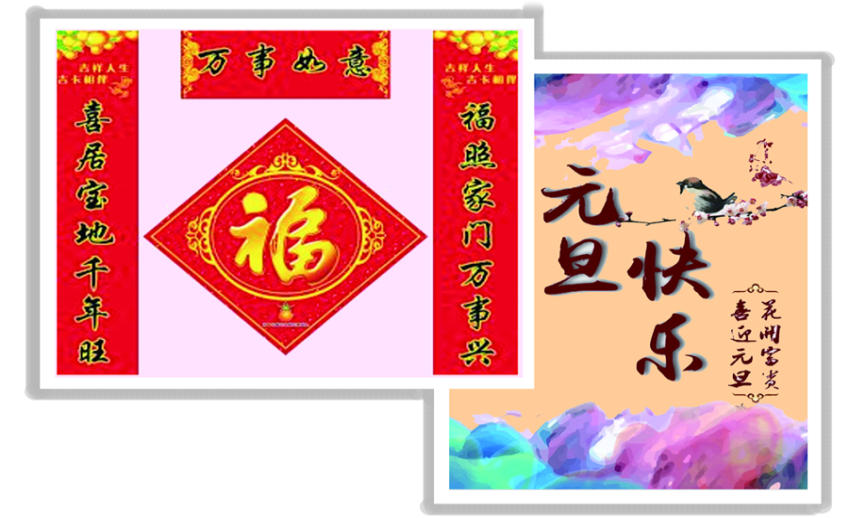 万事如意
吉祥人生
吉卡相伴
喜居宝地千年旺
福
吉祥人生
吉卡相伴
福照家门万事兴
元旦
快乐
花开富贵
喜迎元旦